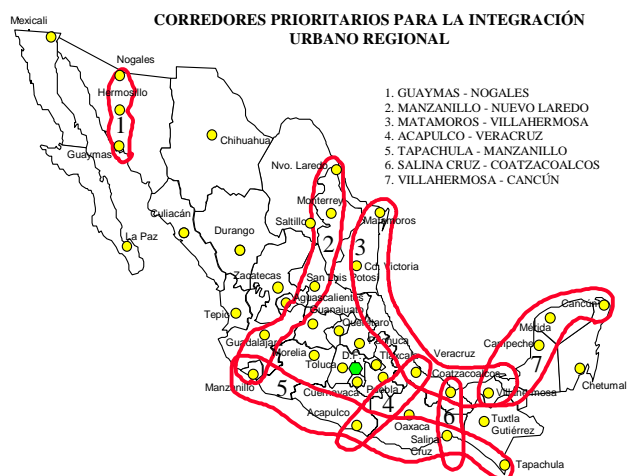 CORREDORES PRIORITARIOS PARA LA INTEGRACIÓN
URBANO REGIONAL
1. GUAYMAS - NOGALES
2. MANZANILLO - NUEVO LAREDO
3. MATAMOROS - VILLAHERMOSA
4. ACAPULCO – VERACRUZ
5. TAPACHULA - MANZANILLO
6. SALINA CRUZ - COATZACOALCOS
7. VILLAHERMOSA - CANCÚN
Mexicali
Nogales
Hermosillo
1
Guaymas
Chihuahua
Nvo. Laredo
Monterrey
Saltillo
Matamoros
Culiacán
La Paz
Durango
2
3
Cd. Victoria
Zacatecas
San Luis Potos
Aguascalientes
Guanajuato
Tepic
Querétaro
Guadalajara
Pachuca
Morelia
D.F.
Tlaxcala
Toluca
Veracruz
Cancún
Mérida
Campeche
7
Coatzacoalcos
Chetumal
Manzanillo
5
Cuernavaca
Puebla
4
Villahermosa
Acapulco
Oaxaca
6
Tuxtla
Gutiérrez
Salina
Cruz
Tapachula